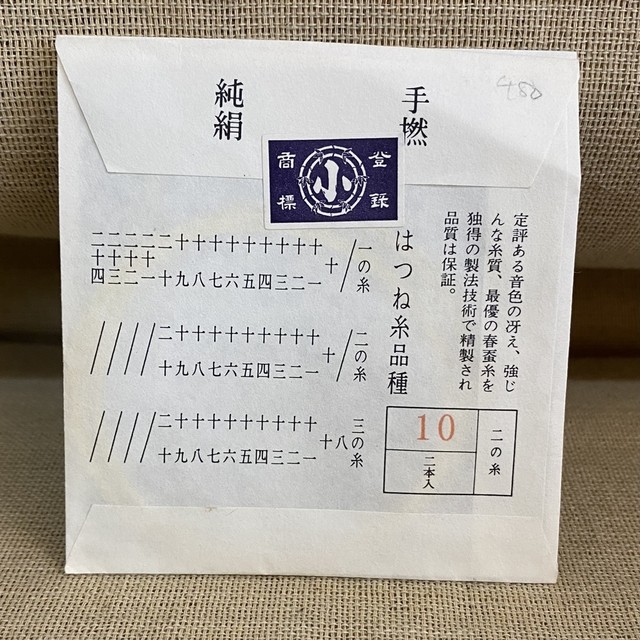 480
手撚
純絹
登録
商標
小
定評ある音色の冴え、強じ
んな糸質、最優の春蚕糸を
独得の製法技術で精製され
品質は保証。
はつね糸品種
一の糸 / 十 十一 十二 十三 十四 十五 十六 十七 十八 十九 二十 二十一 二十二 二十三 二十四
二の糸 / 十 十一 十二 十三 十四 十五 十六 十七 十八 十九 二十 / / / /
三の糸 八 十 十一 十二 十三 十四 十五 十六 十七 十八 十九 二十 / / / /
二の糸
10
二本入